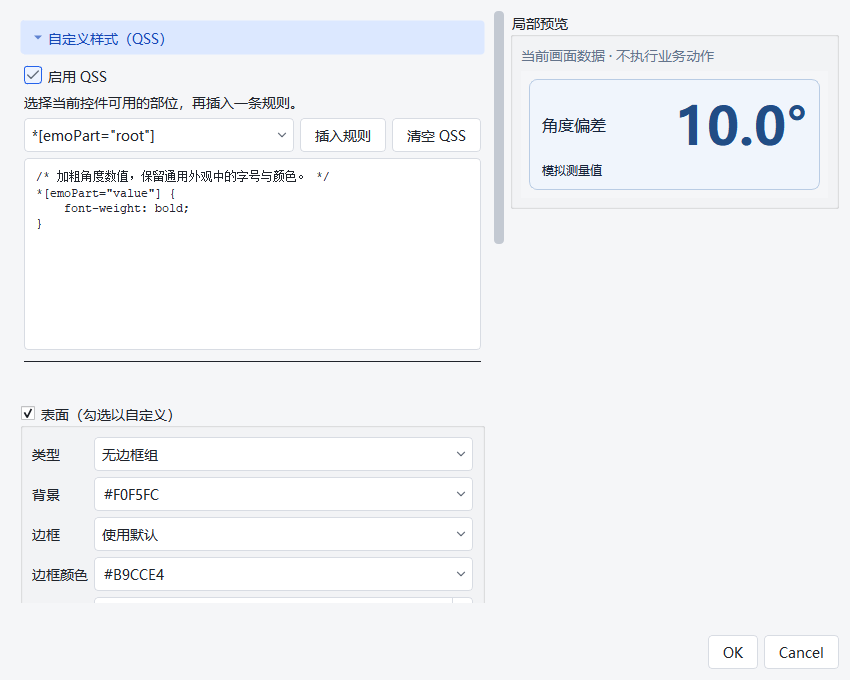 自定义样式（QSS）
启用 QSS
选择当前控件可用的部位，再插入一条规则。
*[emoPart="root"]
插入规则
清空 QSS
/* 加粗角度数值，保留通用外观中的字号与颜色。 */
*[emoPart="value"] {
    font-weight: bold;
}
表面（勾选以自定义）
类型
无边框组
背景
#F0F5FC
边框
使用默认
边框颜色
#B9CCE4
局部预览
当前画面数据 · 不执行业务动作
角度偏差
10.0°
模拟测量值
OK
Cancel